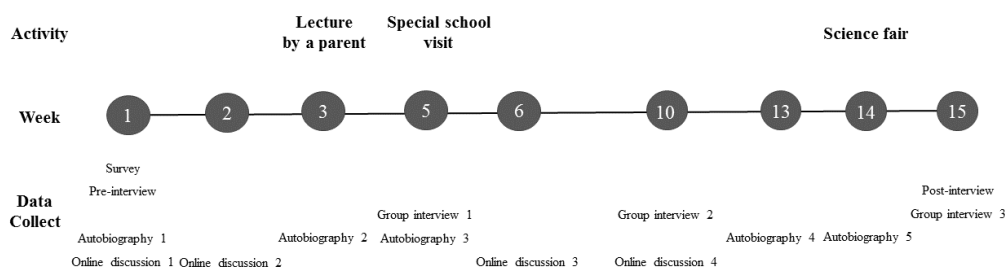 Activity
Lecture
by a parent
Special school
visit
Science fair
Week
1 2 3 5 6 10 13 14 15
Data
Collect
Survey
Pre-interview
Post-interview
Group interview 1
Group interview 2
Group interview 3
Autobiography 1
Autobiography 2
Autobiography 3
Autobiography 4
Autobiography 5
Online discussion 1
Online discussion 2
Online discussion 3
Online discussion 4